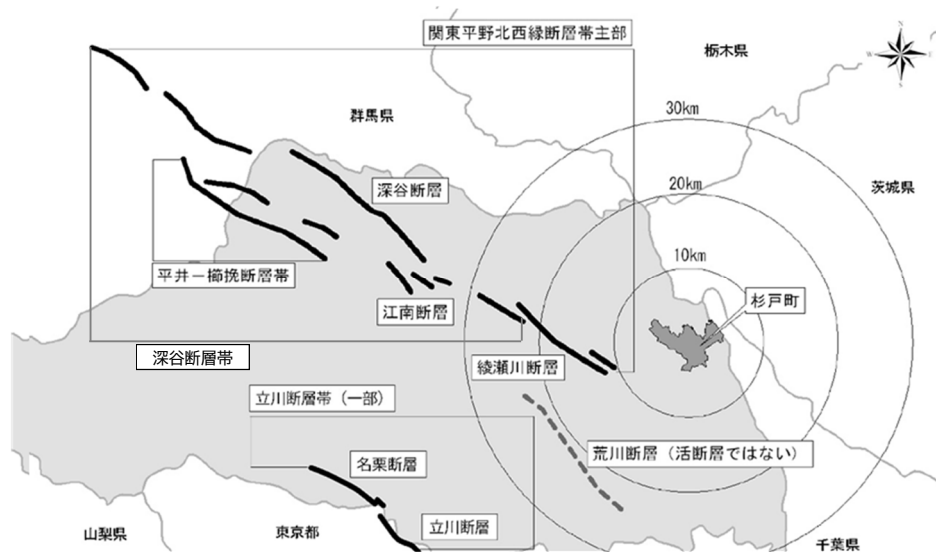 関東平野北西縁断層帯主部
栃木県
N
W
E
S
群馬県
30km
茨城県
深谷断層
20km
10km
平井－櫛挽断層帯
杉戸町
江南断層
深谷断層帯
綾瀬川断層
立川断層帯（一部）
荒川断層（活断層ではない）
名栗断層
立川断層
山梨県
東京都
千葉県